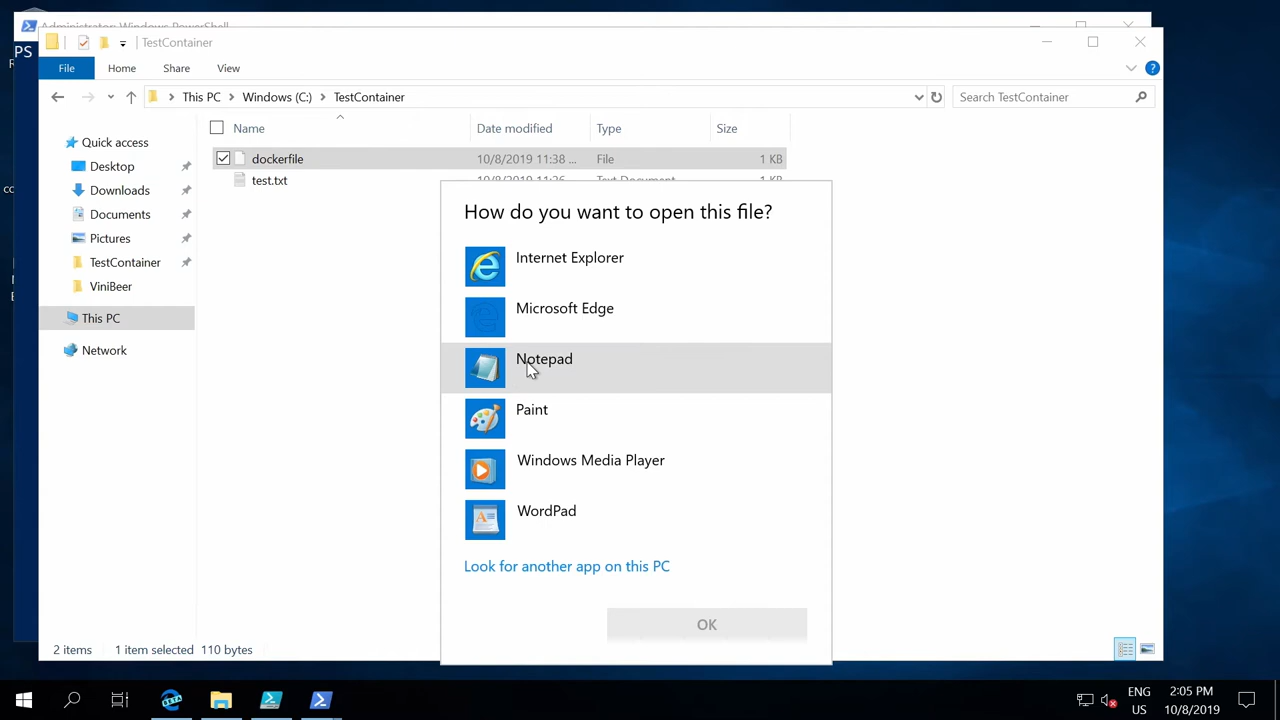 Administrator: Windows PowerShell
PS
TestContainer
File Home Share View
This PC Windows (C:) TestContainer
Search TestContainer
Name Date modified Type Size
dockerfile 10/8/2019 11:38 ... File 1 KB
test.txt 10/8/2019 11:26 ... Text Document 1 KB
Quick access
Desktop
Downloads
Documents
Pictures
TestContainer
ViniBeer
This PC
Network
How do you want to open this file?
Internet Explorer
Microsoft Edge
Notepad
Paint
Windows Media Player
WordPad
Look for another app on this PC
OK
2 items 1 item selected 110 bytes
BETA
ENG
US
2:05 PM
10/8/2019